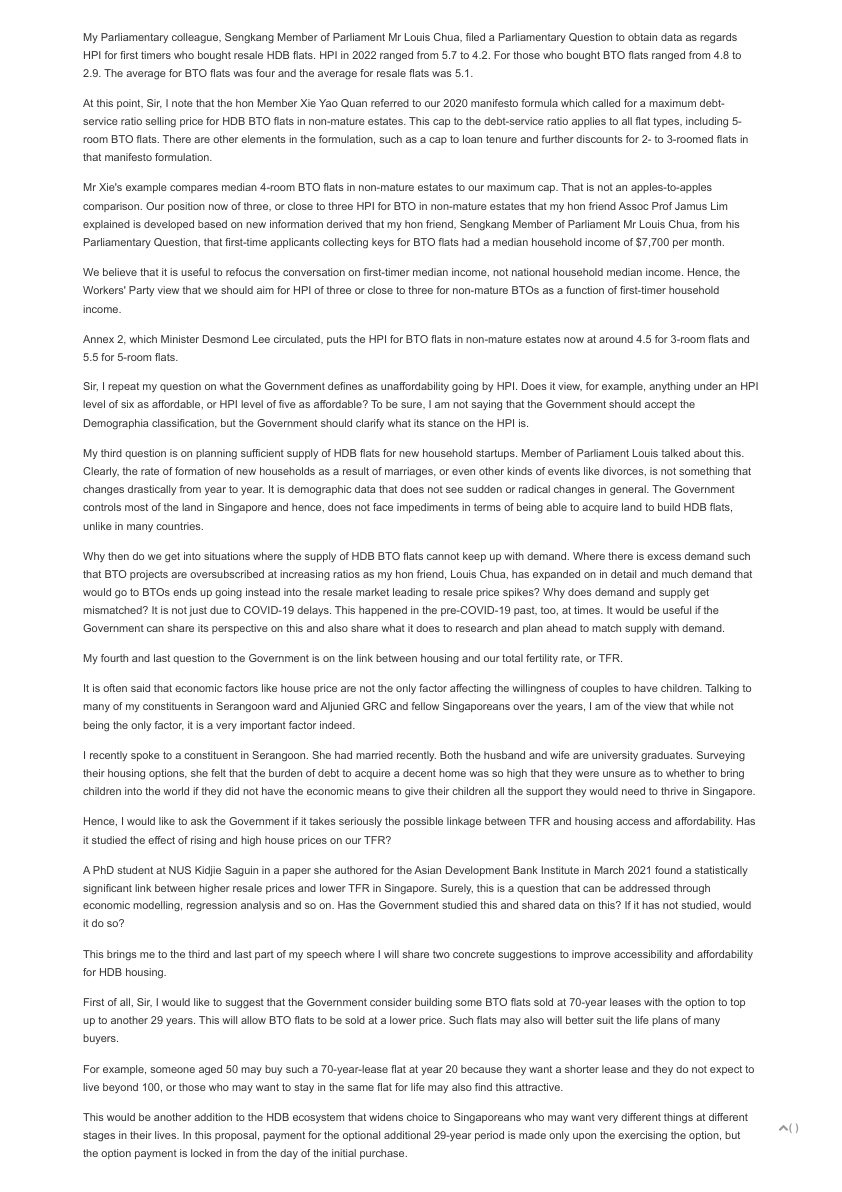 My Parliamentary colleague, Sengkang Member of Parliament Mr Louis Chua, filed a Parliamentary Question to obtain data as regards
HPI for first timers who bought resale HDB flats. HPI in 2022 ranged from 5.7 to 4.2. For those who bought BTO flats ranged from 4.8 to
2.9. The average for BTO flats was four and the average for resale flats was 5.1.
At this point, Sir, I note that the hon Member Xie Yao Quan referred to our 2020 manifesto formula which called for a maximum debt-
service ratio selling price for HDB BTO flats in non-mature estates. This cap to the debt-service ratio applies to all flat types, including 5-
room BTO flats. There are other elements in the formulation, such as a cap to loan tenure and further discounts for 2- to 3-roomed flats in
that manifesto formulation.
Mr Xie's example compares median 4-room BTO flats in non-mature estates to our maximum cap. That is not an apples-to-apples
comparison. Our position now of three, or close to three HPI for BTO in non-mature estates that my hon friend Assoc Prof Jamus Lim
explained is developed based on new information derived that my hon friend, Sengkang Member of Parliament Mr Louis Chua, from his
Parliamentary Question, that first-time applicants collecting keys for BTO flats had a median household income of $7,700 per month.
We believe that it is useful to refocus the conversation on first-timer median income, not national household median income. Hence, the
Workers' Party view that we should aim for HPI of three or close to three for non-mature BTOs as a function of first-timer household
income.
Annex 2, which Minister Desmond Lee circulated, puts the HPI for BTO flats in non-mature estates now at around 4.5 for 3-room flats and
5.5 for 5-room flats.
Sir, I repeat my question on what the Government defines as unaffordability going by HPI. Does it view, for example, anything under an HPI
level of six as affordable, or HPI level of five as affordable? To be sure, I am not saying that the Government should accept the
Demographia classification, but the Government should clarify what its stance on the HPI is.
My third question is on planning sufficient supply of HDB flats for new household startups. Member of Parliament Louis talked about this.
Clearly, the rate of formation of new households as a result of marriages, or even other kinds of events like divorces, is not something that
changes drastically from year to year. It is demographic data that does not see sudden or radical changes in general. The Government
controls most of the land in Singapore and hence, does not face impediments in terms of being able to acquire land to build HDB flats,
unlike in many countries.
Why then do we get into situations where the supply of HDB BTO flats cannot keep up with demand. Where there is excess demand such
that BTO projects are oversubscribed at increasing ratios as my hon friend, Louis Chua, has expanded on in detail and much demand that
would go to BTOs ends up going instead into the resale market leading to resale price spikes? Why does demand and supply get
mismatched? It is not just due to COVID-19 delays. This happened in the pre-COVID-19 past, too, at times. It would be useful if the
Government can share its perspective on this and also share what it does to research and plan ahead to match supply with demand.
My fourth and last question to the Government is on the link between housing and our total fertility rate, or TFR.
It is often said that economic factors like house price are not the only factor affecting the willingness of couples to have children. Talking to
many of my constituents in Serangoon ward and Aljunied GRC and fellow Singaporeans over the years, I am of the view that while not
being the only factor, it is a very important factor indeed.
I recently spoke to a constituent in Serangoon. She had married recently. Both the husband and wife are university graduates. Surveying
their housing options, she felt that the burden of debt to acquire a decent home was so high that they were unsure as to whether to bring
children into the world if they did not have the economic means to give their children all the support they would need to thrive in Singapore.
Hence, I would like to ask the Government if it takes seriously the possible linkage between TFR and housing access and affordability. Has
it studied the effect of rising and high house prices on our TFR?
A PhD student at NUS Kidjie Saguin in a paper she authored for the Asian Development Bank Institute in March 2021 found a statistically
significant link between higher resale prices and lower TFR in Singapore. Surely, this is a question that can be addressed through
economic modelling, regression analysis and so on. Has the Government studied this and shared data on this? If it has not studied, would
it do so?
This brings me to the third and last part of my speech where I will share two concrete suggestions to improve accessibility and affordability
for HDB housing.
First of all, Sir, I would like to suggest that the Government consider building some BTO flats sold at 70-year leases with the option to top
up to another 29 years. This will allow BTO flats to be sold at a lower price. Such flats may also will better suit the life plans of many
buyers.
For example, someone aged 50 may buy such a 70-year-lease flat at year 20 because they want a shorter lease and they do not expect to
live beyond 100, or those who may want to stay in the same flat for life may also find this attractive.
This would be another addition to the HDB ecosystem that widens choice to Singaporeans who may want very different things at different
stages in their lives. In this proposal, payment for the optional additional 29-year period is made only upon the exercising the option, but
the option payment is locked in from the day of the initial purchase.
( )